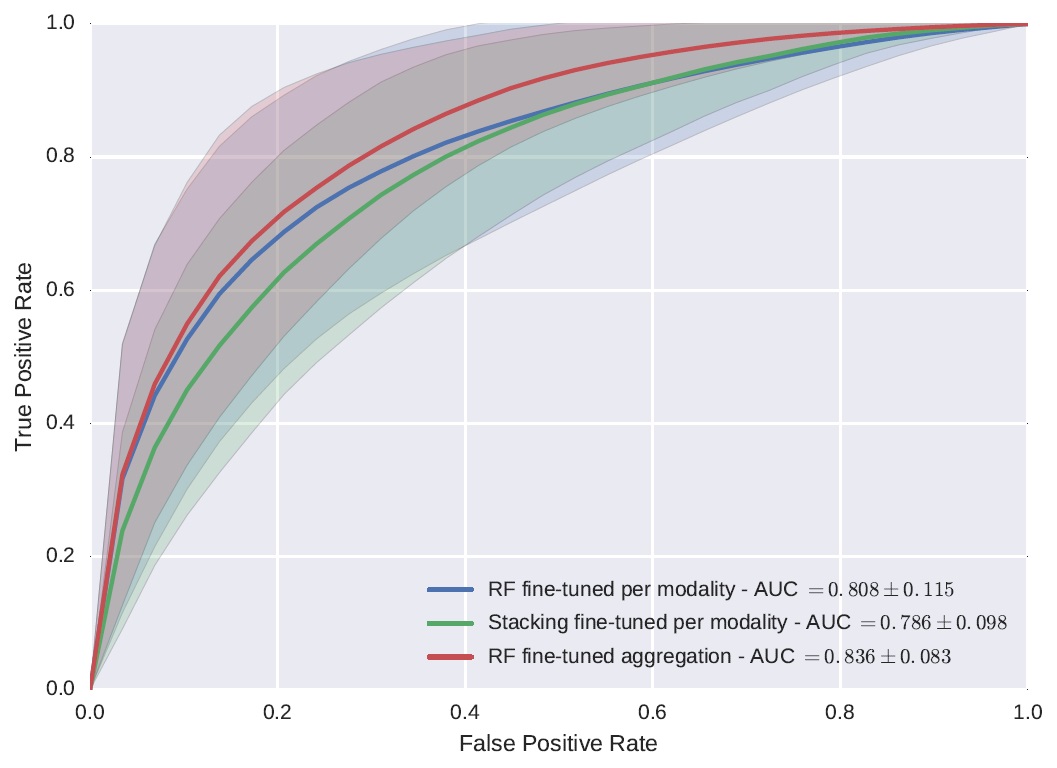 1.0
0.8
0.6
0.4
0.2
0.0
True Positive Rate
RF fine-tuned per modality - AUC = 0.808 ± 0.115
Stacking fine-tuned per modality - AUC = 0.786 ± 0.098
RF fine-tuned aggregation - AUC = 0.836 ± 0.083
0.0 0.2 0.4 0.6 0.8 1.0
False Positive Rate